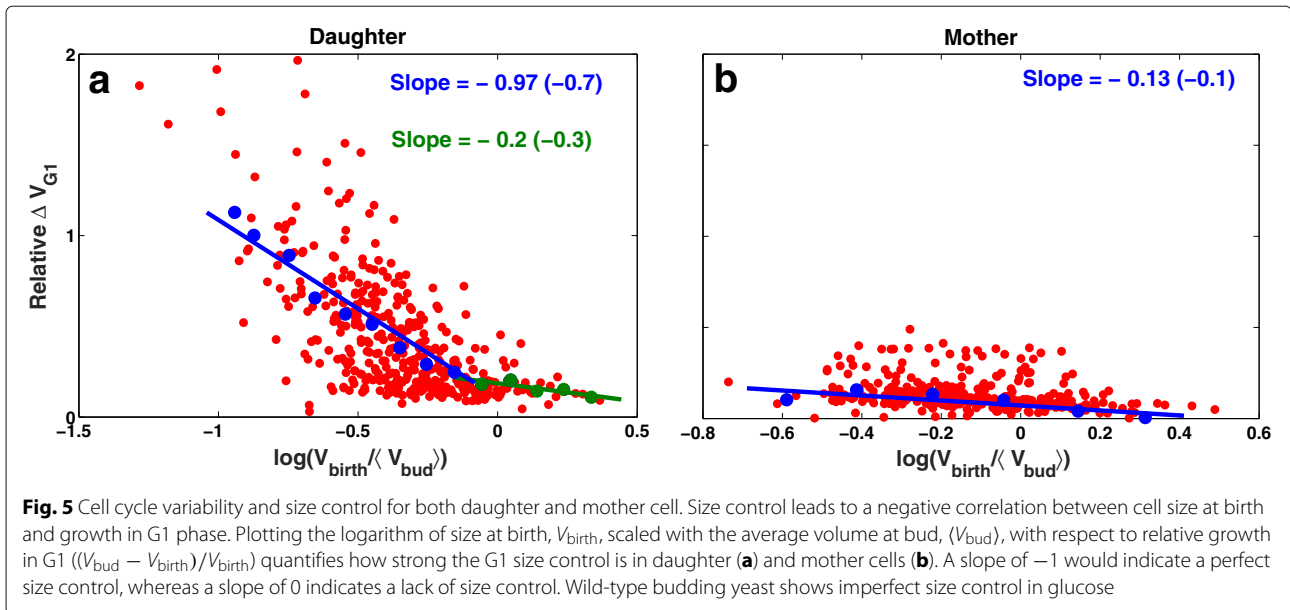 Daughter
Mother
a
Slope = − 0.97 (−0.7)
Slope = − 0.2 (−0.3)
b
Slope = − 0.13 (−0.1)
Relative Δ V_G1
2
1
0
−1.5 −1 −0.5 0 0.5
log(V_birth/⟨ V_bud⟩)
0
−0.8 −0.6 −0.4 −0.2 0 0.2 0.4 0.6
log(V_birth/⟨ V_bud⟩)
Fig. 5 Cell cycle variability and size control for both daughter and mother cell. Size control leads to a negative correlation between cell size at birth
and growth in G1 phase. Plotting the logarithm of size at birth, V_birth, scaled with the average volume at bud, ⟨V_bud⟩, with respect to relative growth
in G1 ((V_bud − V_birth)/V_birth) quantifies how strong the G1 size control is in daughter (a) and mother cells (b). A slope of −1 would indicate a perfect
size control, whereas a slope of 0 indicates a lack of size control. Wild-type budding yeast shows imperfect size control in glucose